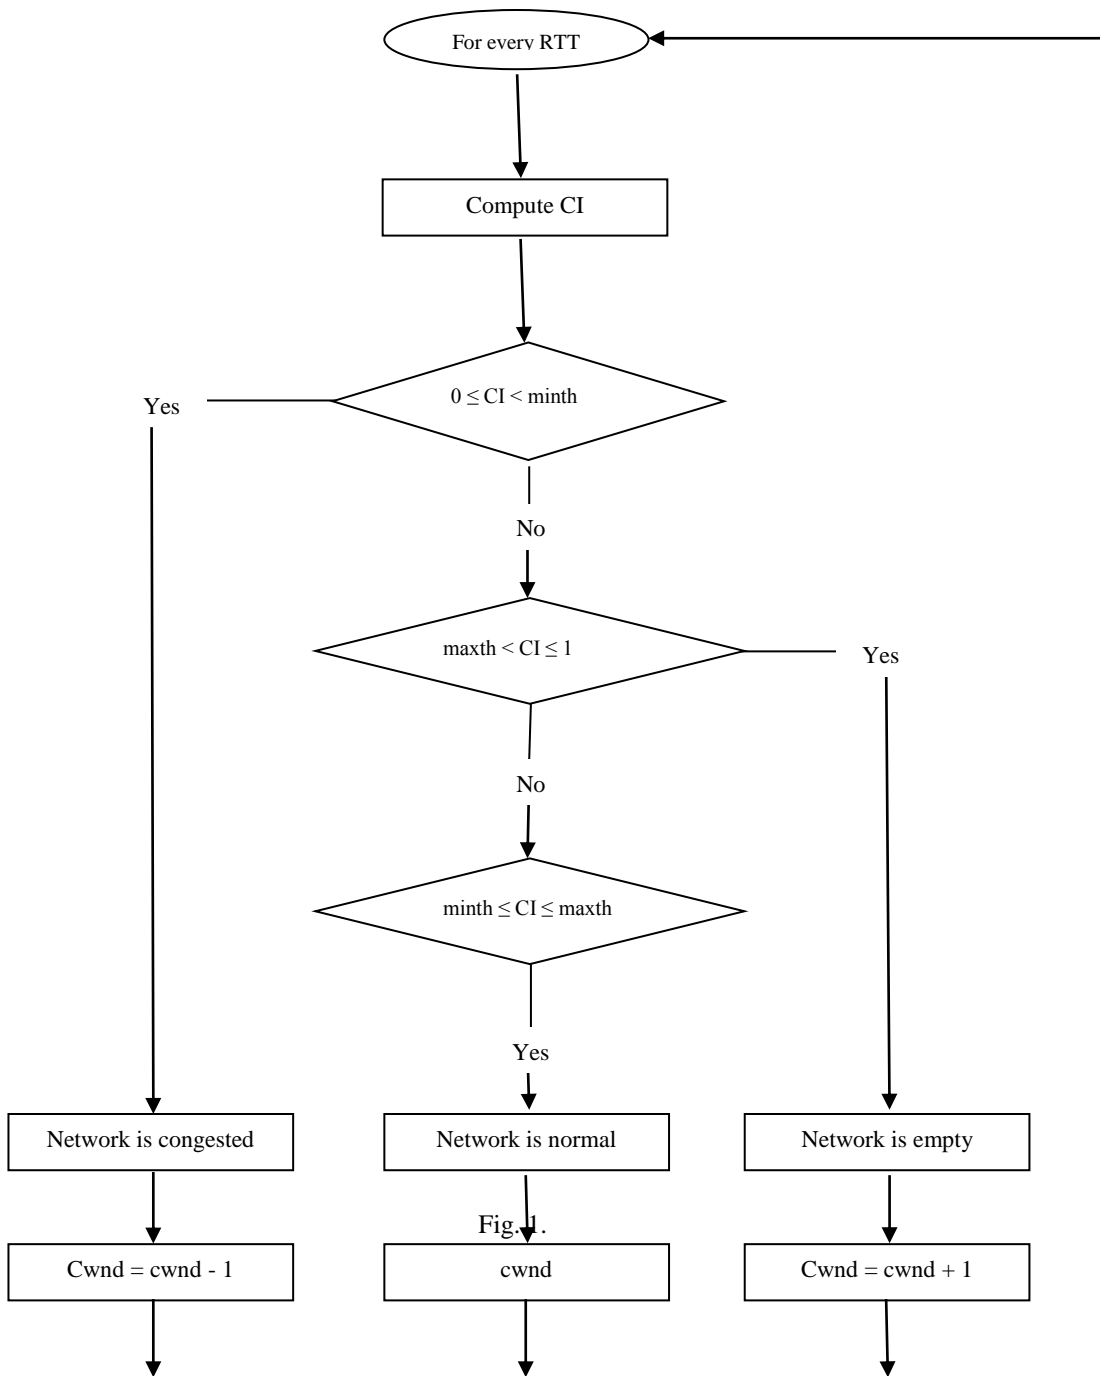 For every RTT
Compute CI
0 ≤ CI < minth
Yes
No
maxth < CI ≤ 1
Yes
No
minth ≤ CI ≤ maxth
Yes
Network is congested
Network is normal
Network is empty
Fig. 1.
Cwnd = cwnd - 1
cwnd
Cwnd = cwnd + 1